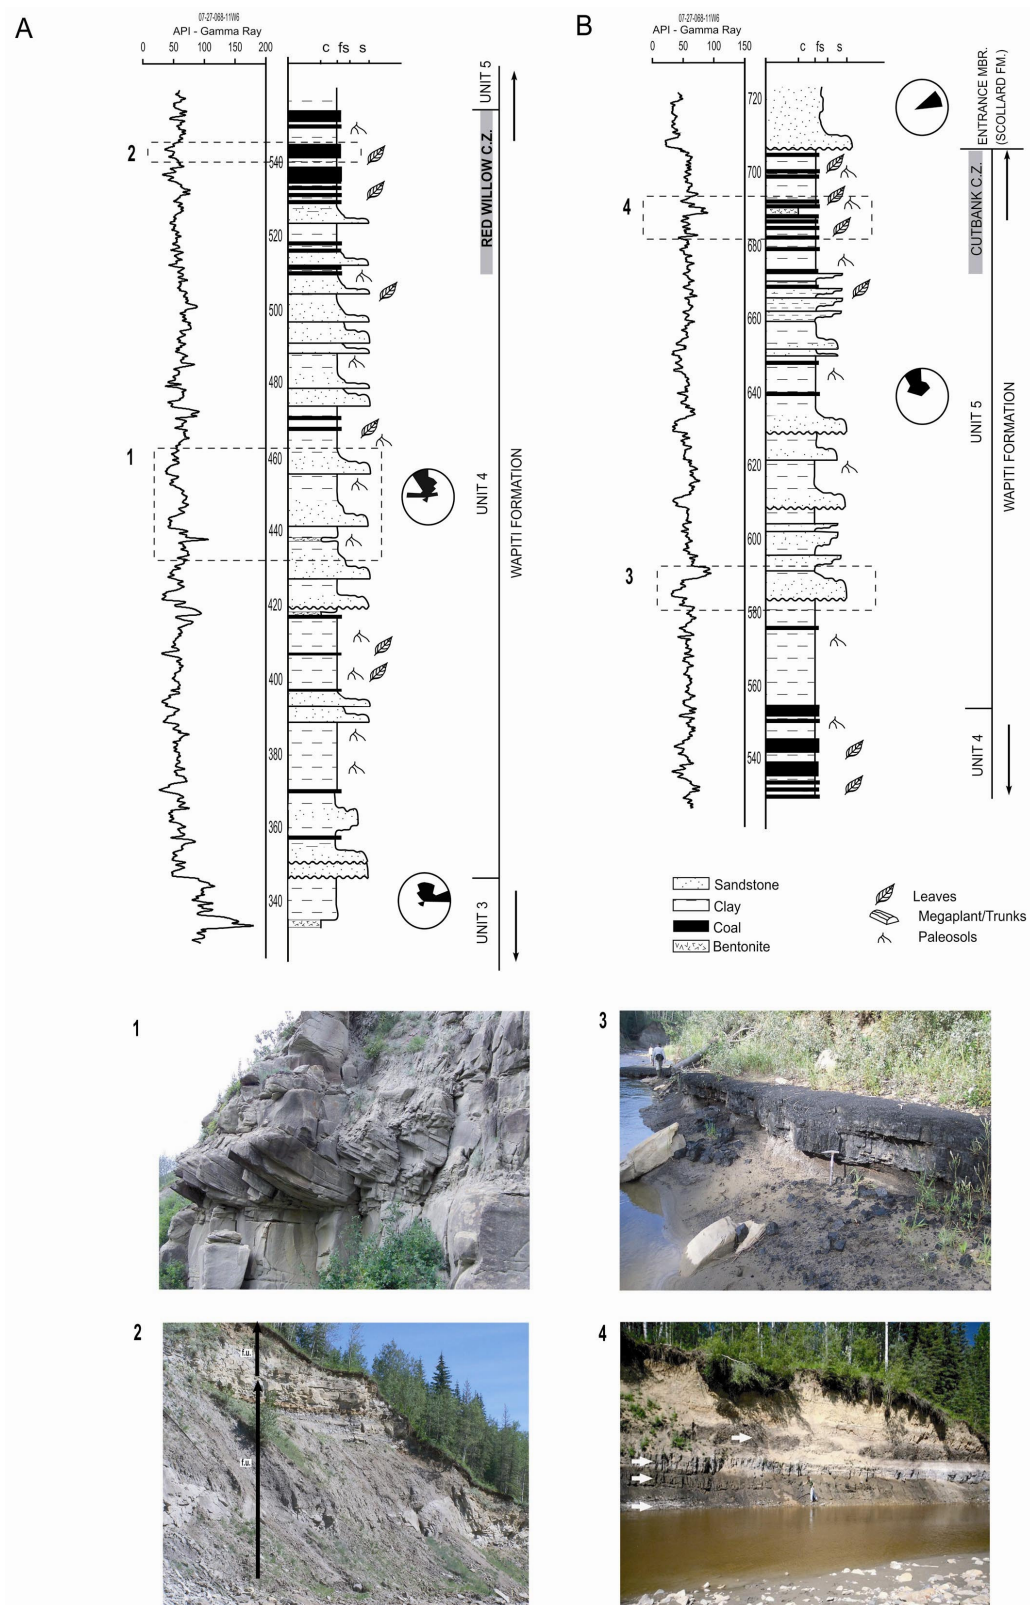 A
07-27-068-11W6
API - Gamma Ray
0 50 100 150 200
c fs s
2
1
540
520
500
480
460
440
420
400
380
360
340
UNIT 5
RED WILLOW C.Z.
UNIT 4
UNIT 3
WAPITI FORMATION
B
07-27-068-11W6
API - Gamma Ray
0 50 100 150
c fs s
4
3
720
700
680
660
640
620
600
580
560
540
ENTRANCE MBR.
(SCOLLARD FM.)
CUTBANK C.Z.
UNIT 5
UNIT 4
WAPITI FORMATION
Sandstone
Clay
Coal
Bentonite
Leaves
Megaplant/Trunks
Paleosols
1
3
2
f.u.
f.u.
4